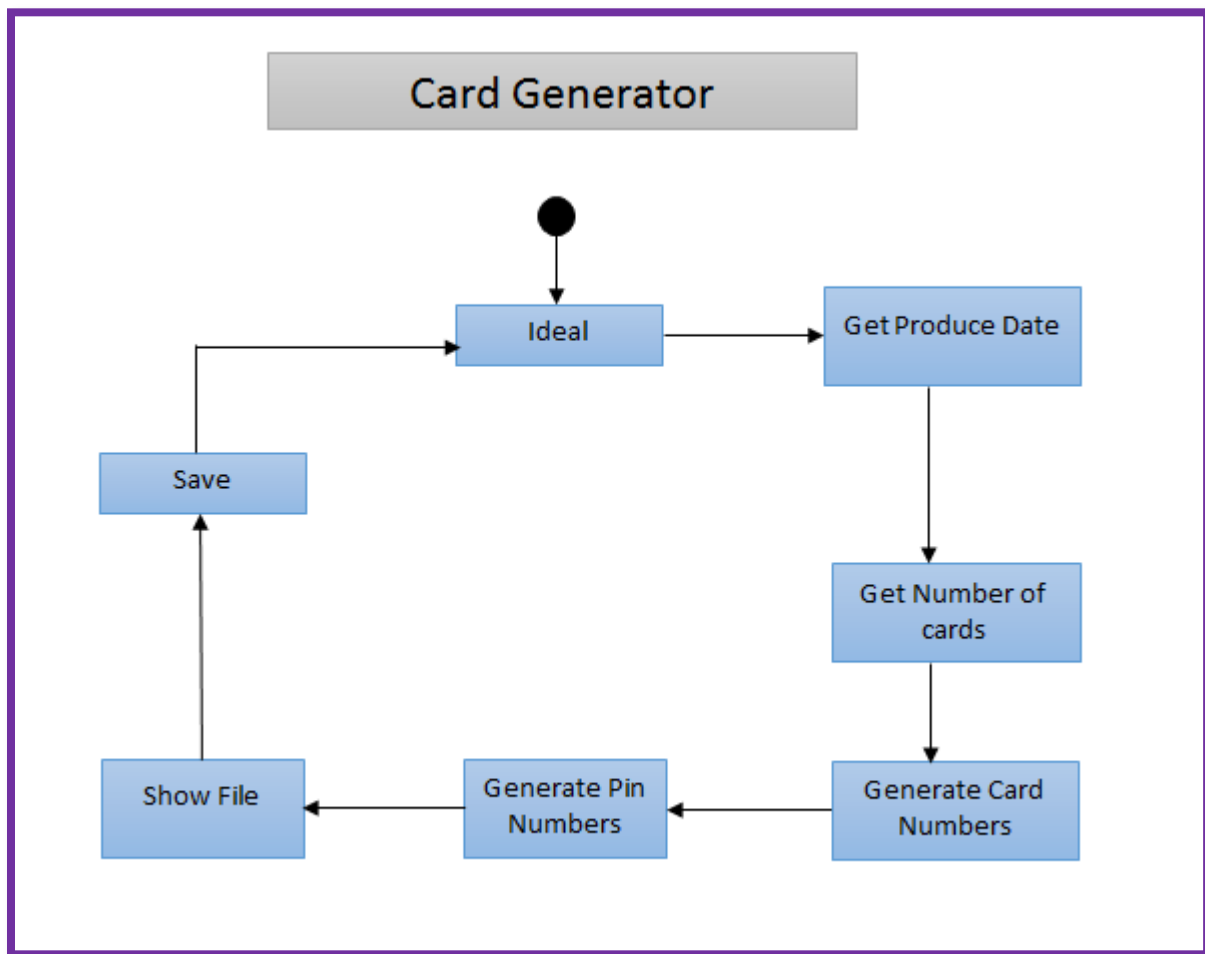 Card Generator
Ideal
Get Produce Date
Save
Get Number of
cards
Show File
Generate Pin
Numbers
Generate Card
Numbers